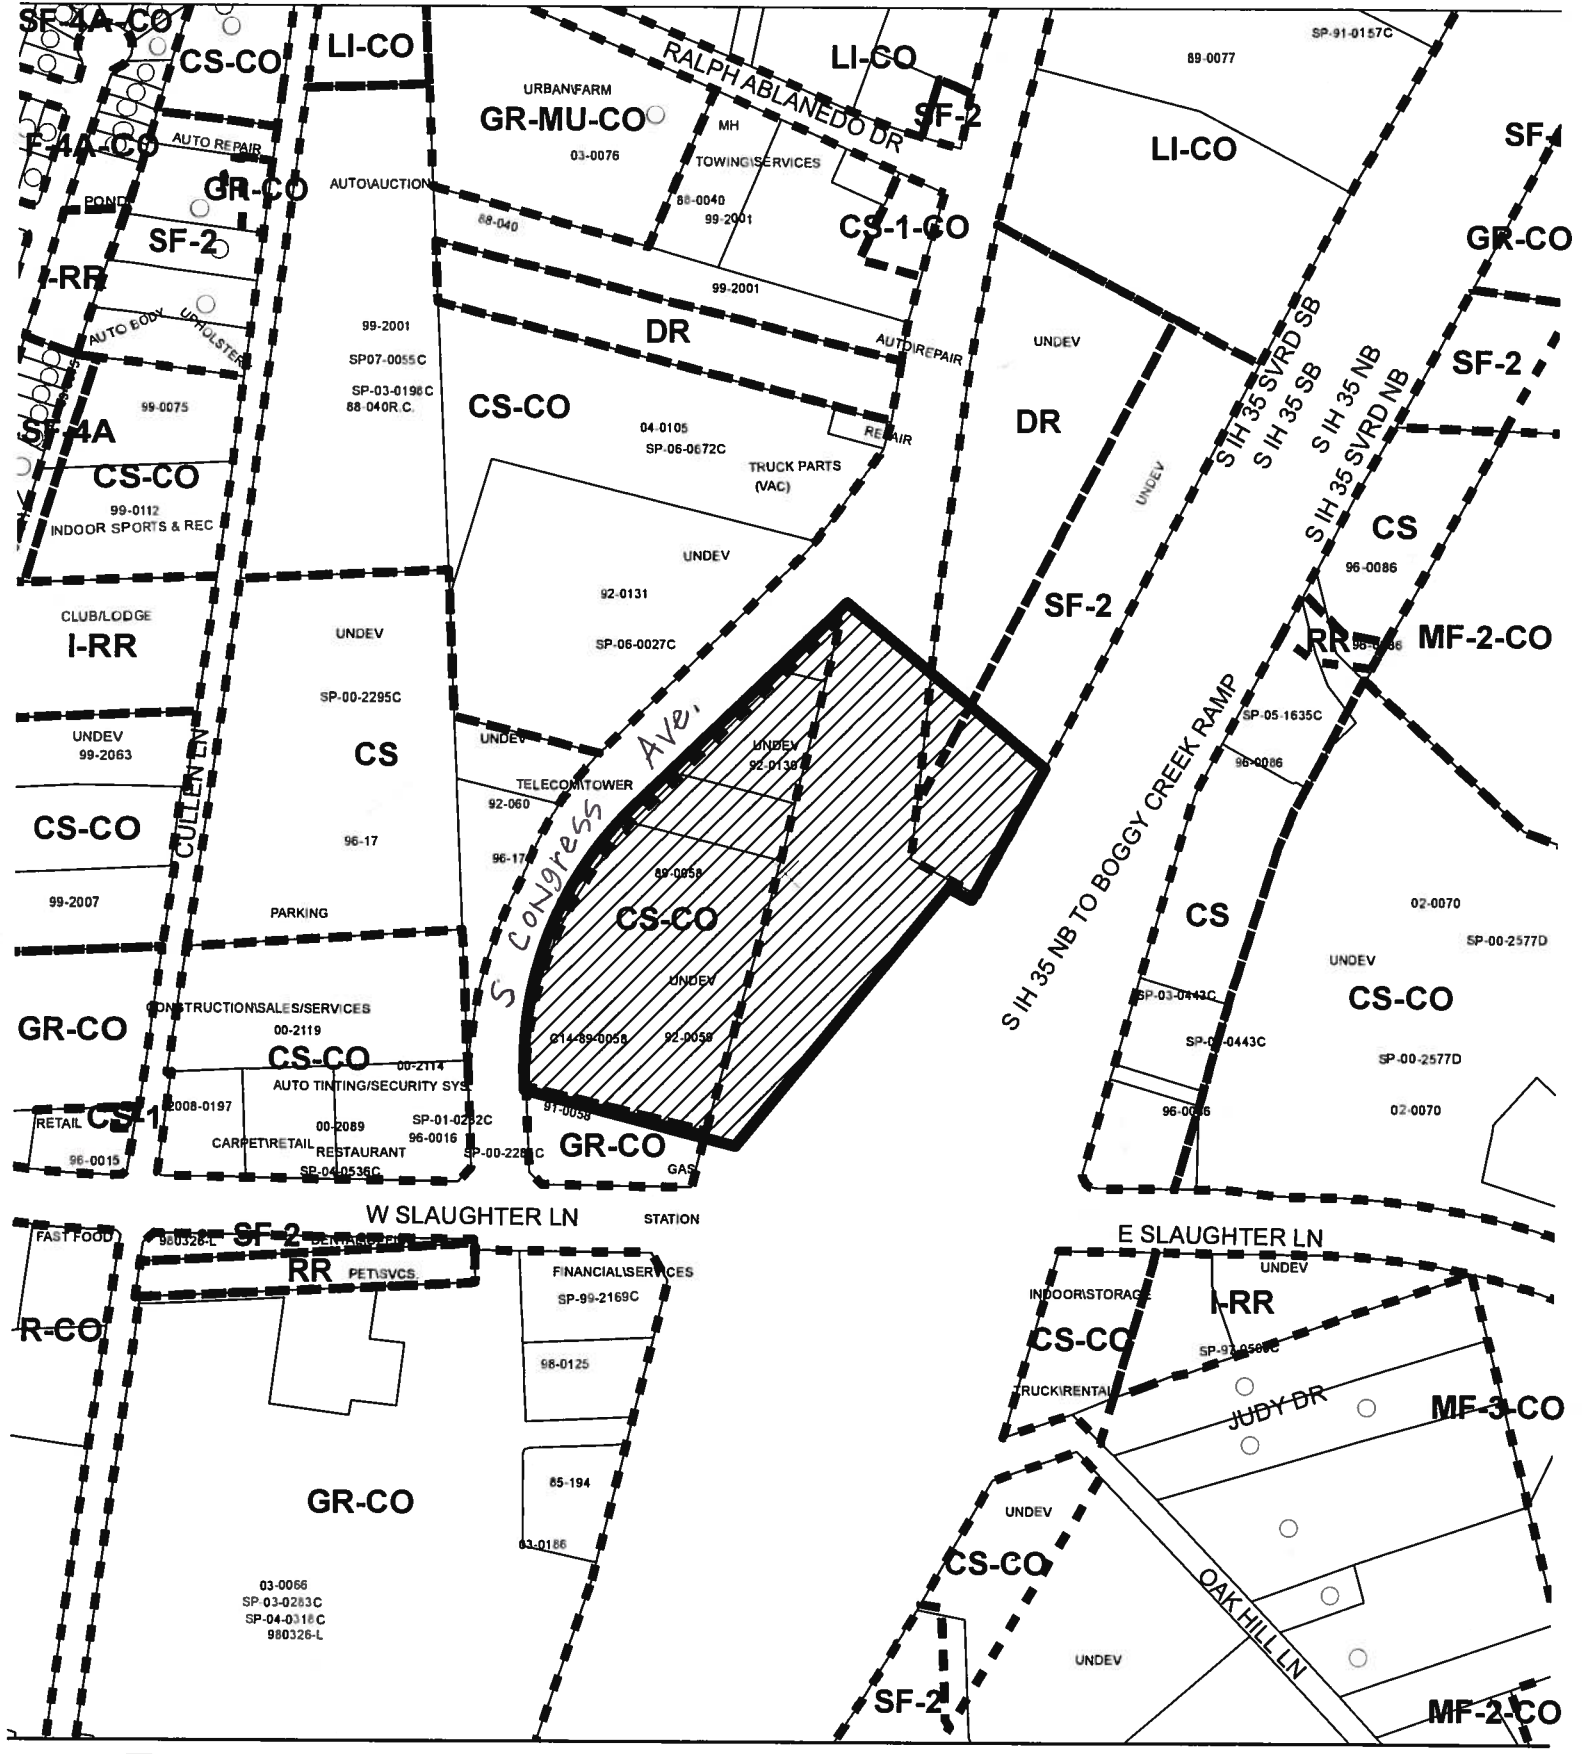 SF-4A-CO
CS-CO
LI-CO
RALPH ABLANEDO DR
LI-CO
89-0077
SP-91-0157C
URBAN\FARM
GR-MU-CO
03-0076
MH
TOWING\SERVICES
88-0040
99-2001
SF-2
LI-CO
SF-
F-4A-CO
AUTO REPAIR
GR-CO
AUTO\AUCTION
POND
SF-2
88-040
CS-1-CO
GR-CO
I-RR
99-2001
AUTO BODY
UPHOLSTERY
99-2001
SP07-0055C
SP-03-0196C
88-040R.C.
DR
AUTO\REPAIR
UNDEV
S IH 35 SVRD SB
S IH 35 SB
S IH 35 NB
S IH 35 SVRD NB
SF-2
99-0075
CS-CO
04-0105
SP-06-0672C
REPAIR
DR
SF-4A
CS-CO
99-0112
INDOOR SPORTS & REC
TRUCK PARTS
(VAC)
UNDEV
UNDEV
CS
96-0086
CLUB/LODGE
I-RR
UNDEV
92-0131
SP-06-0027C
SF-2
RR
MF-2-CO
SP-00-2295C
UNDEV
99-2063
CULLEN LN
CS
UNDEV
TELECOM\TOWER
92-060
S Congress Ave.
UNDEV
92-0130
SP-05-1635C
96-0086
S IH 35 NB TO BOGGY CREEK RAMP
CS-CO
96-17
96-17
89-0058
99-2007
PARKING
CS-CO
CS
02-0070
SP-00-2577D
UNDEV
UNDEV
CS-CO
GR-CO
CONSTRUCTION\SALES/SERVICES
00-2119
CS-CO
00-2114
C14-89-0058
92-0059
SP-03-0443C
SP-00-2577D
AUTO TINTING/SECURITY SYS.
RETAIL
CS-1
2008-0197
00-2089
91-0058
96-0086
02-0070
CARPET\RETAIL
RESTAURANT
96-0016
GR-CO
96-0015
SP-04-0536C
GAS
W SLAUGHTER LN
STATION
E SLAUGHTER LN
FAST FOOD
980326-L
SF-2
RR
PET\SVCS.
FINANCIAL\SERVICES
SP-99-2169C
UNDEV
INDOOR\STORAGE
I-RR
R-CO
98-0125
CS-CO
TRUCK\RENTAL
JUDY DR
MF-3-CO
GR-CO
85-194
UNDEV
03-0186
CS-CO
OAK HILL LN
03-0066
SP-03-0283C
SP-04-0318C
980326-L
UNDEV
SF-2
MF-2-CO